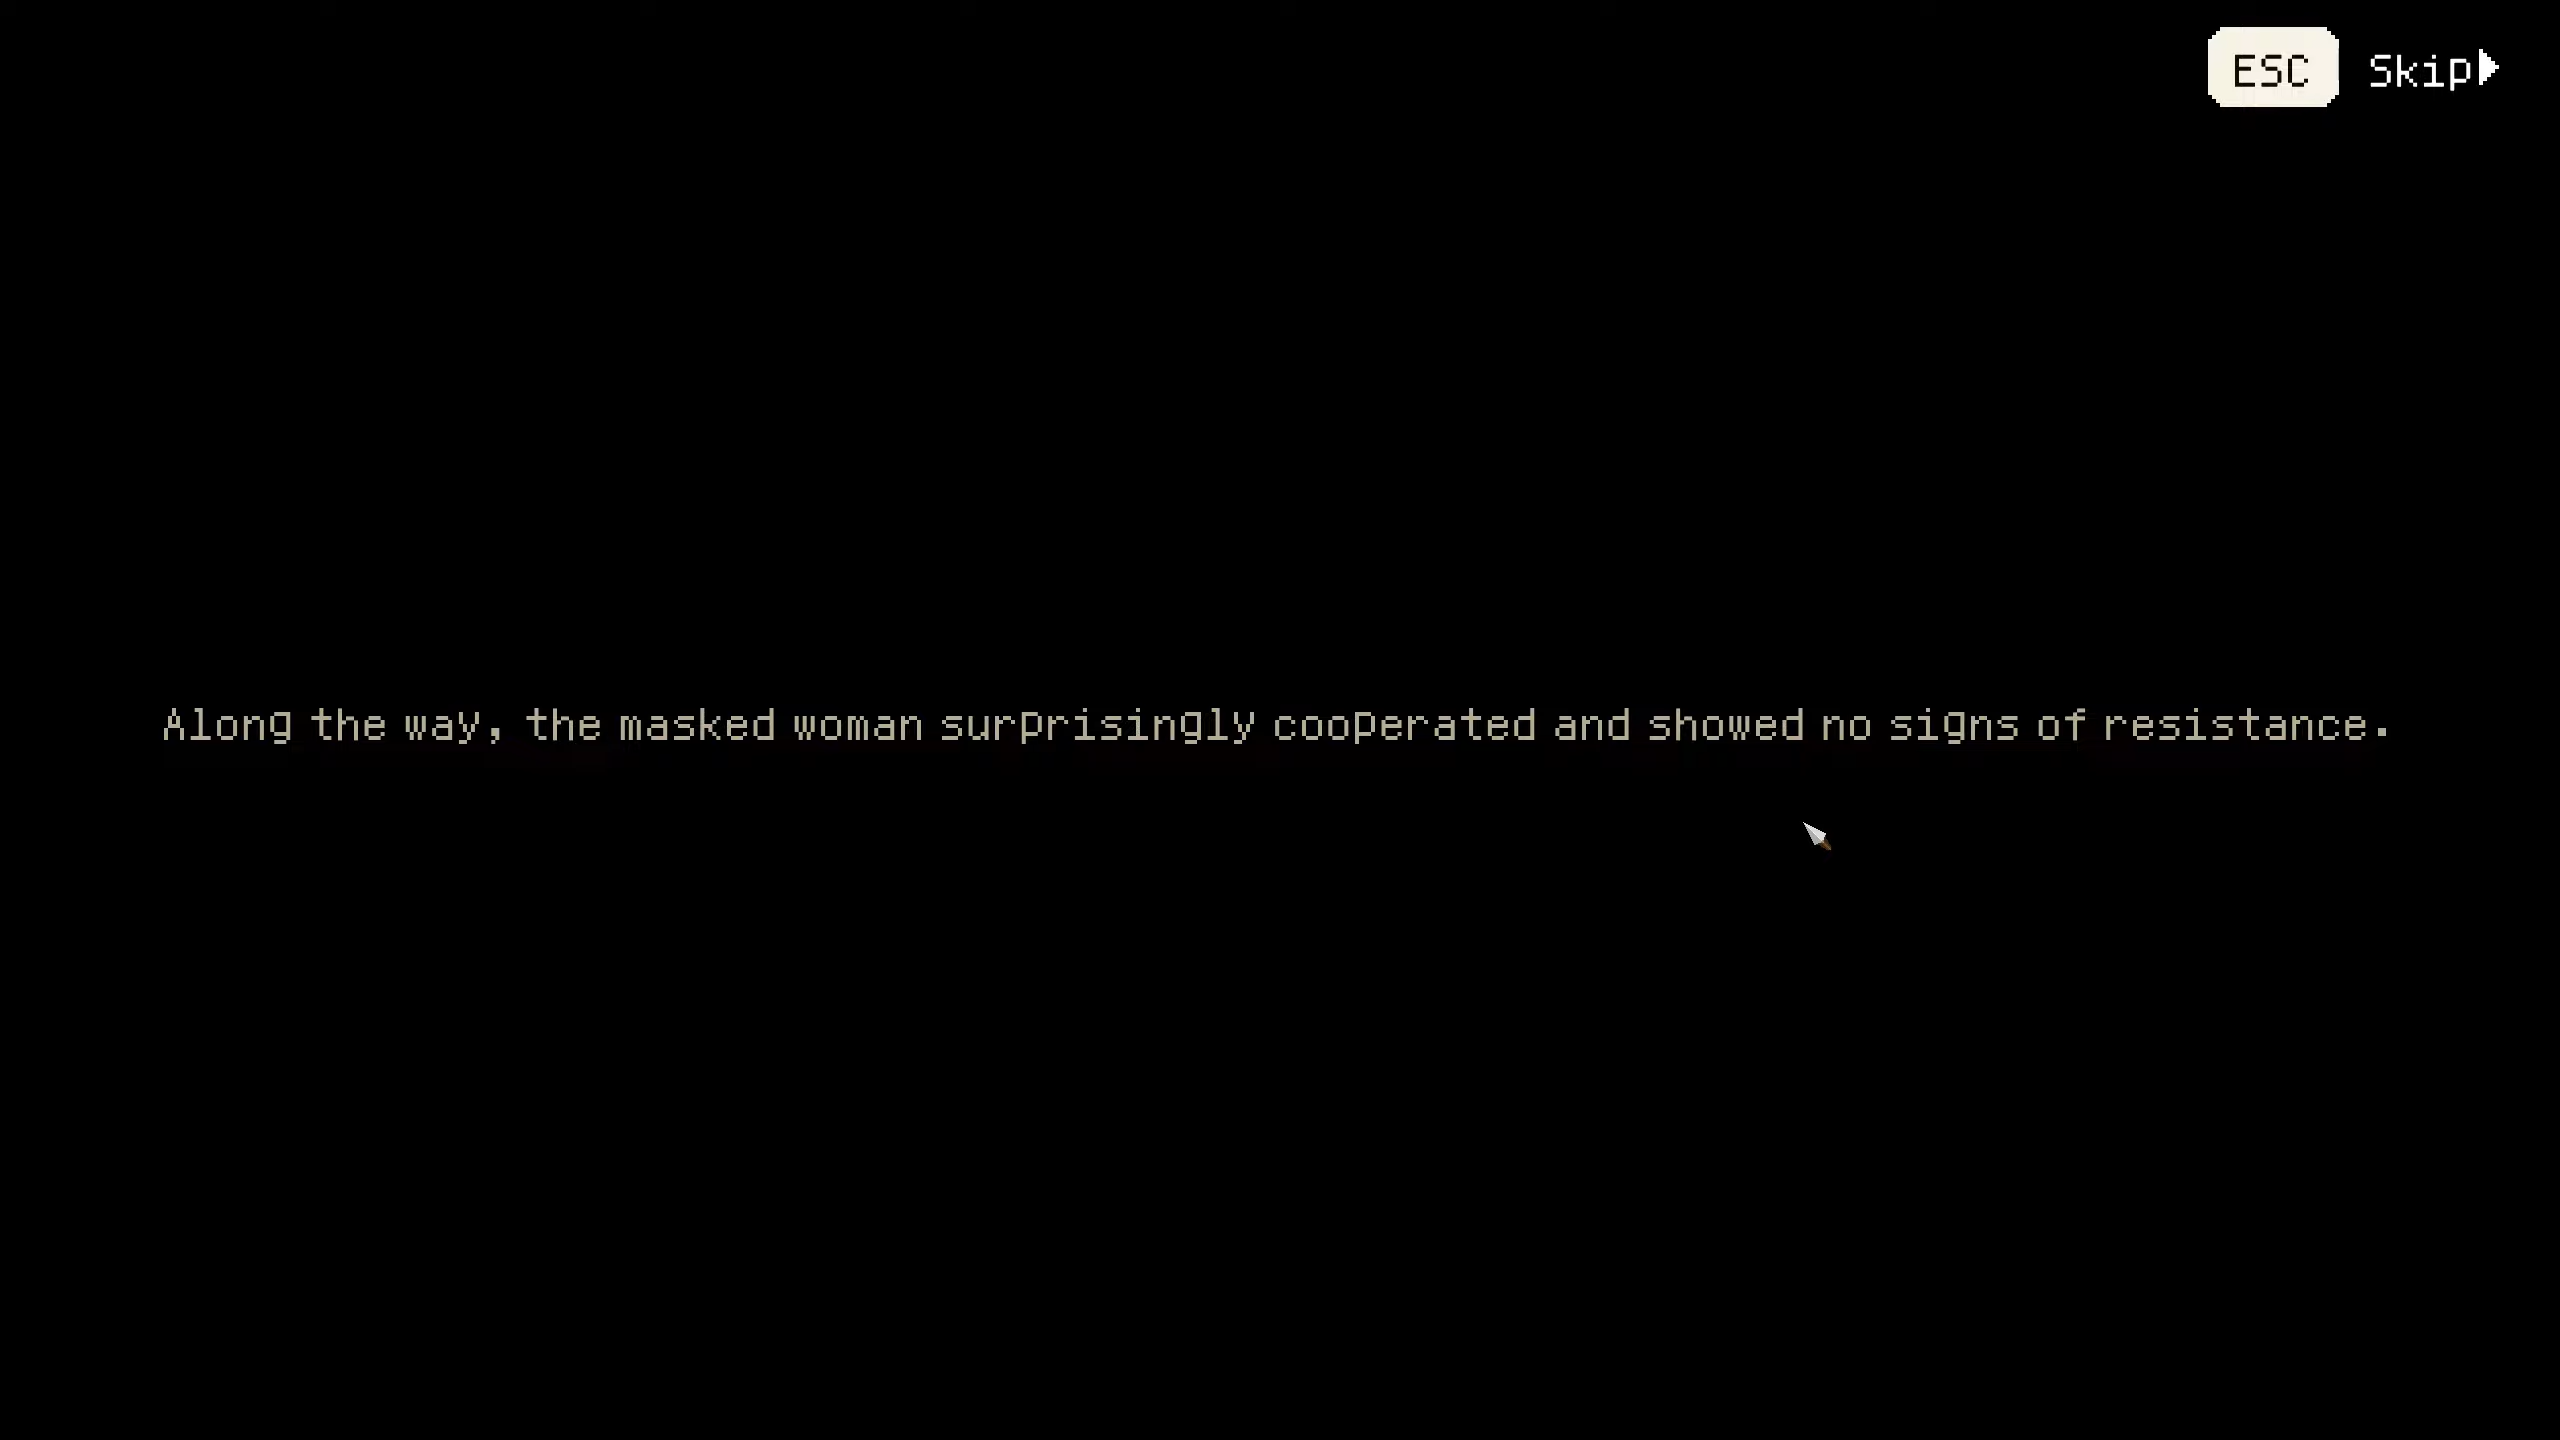 ESC Skip
Along the way, the masked woman surprisingly cooperated and showed no signs of resistance.